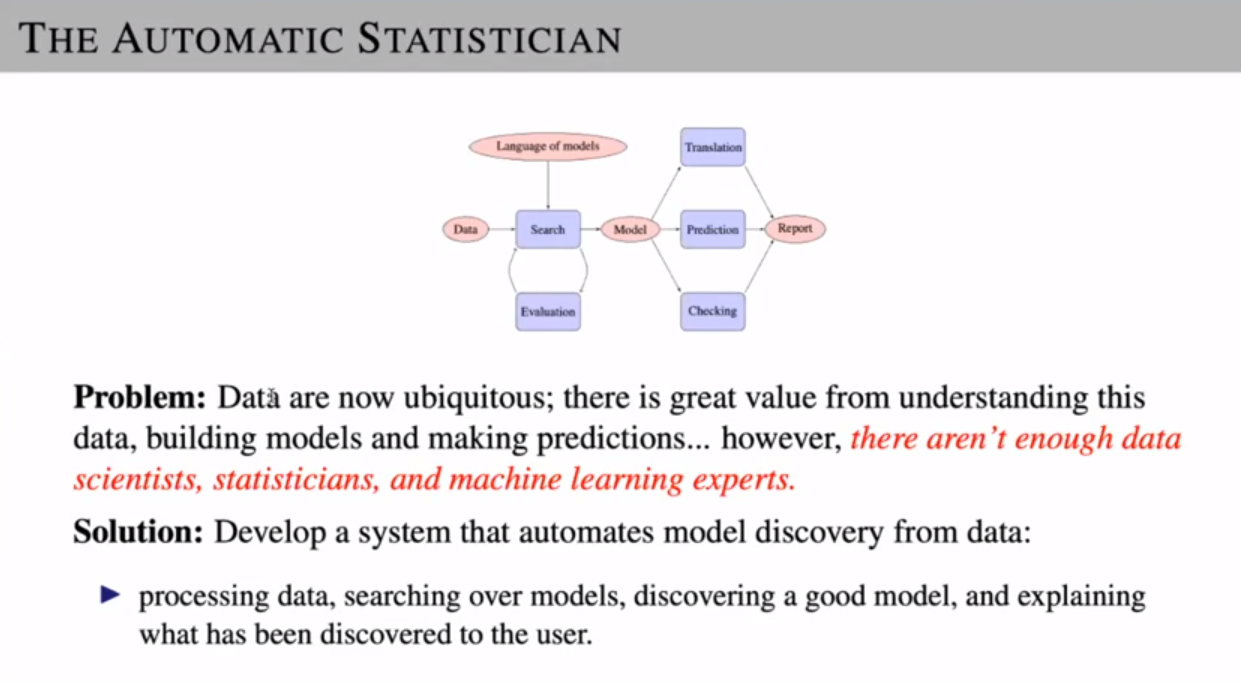 THE AUTOMATIC STATISTICIAN
Language of models
Translation
Data
Search
Model
Prediction
Report
Evaluation
Checking
Problem: Data are now ubiquitous; there is great value from understanding this
data, building models and making predictions... however, there aren't enough data
scientists, statisticians, and machine learning experts.
Solution: Develop a system that automates model discovery from data:
► processing data, searching over models, discovering a good model, and explaining
what has been discovered to the user.